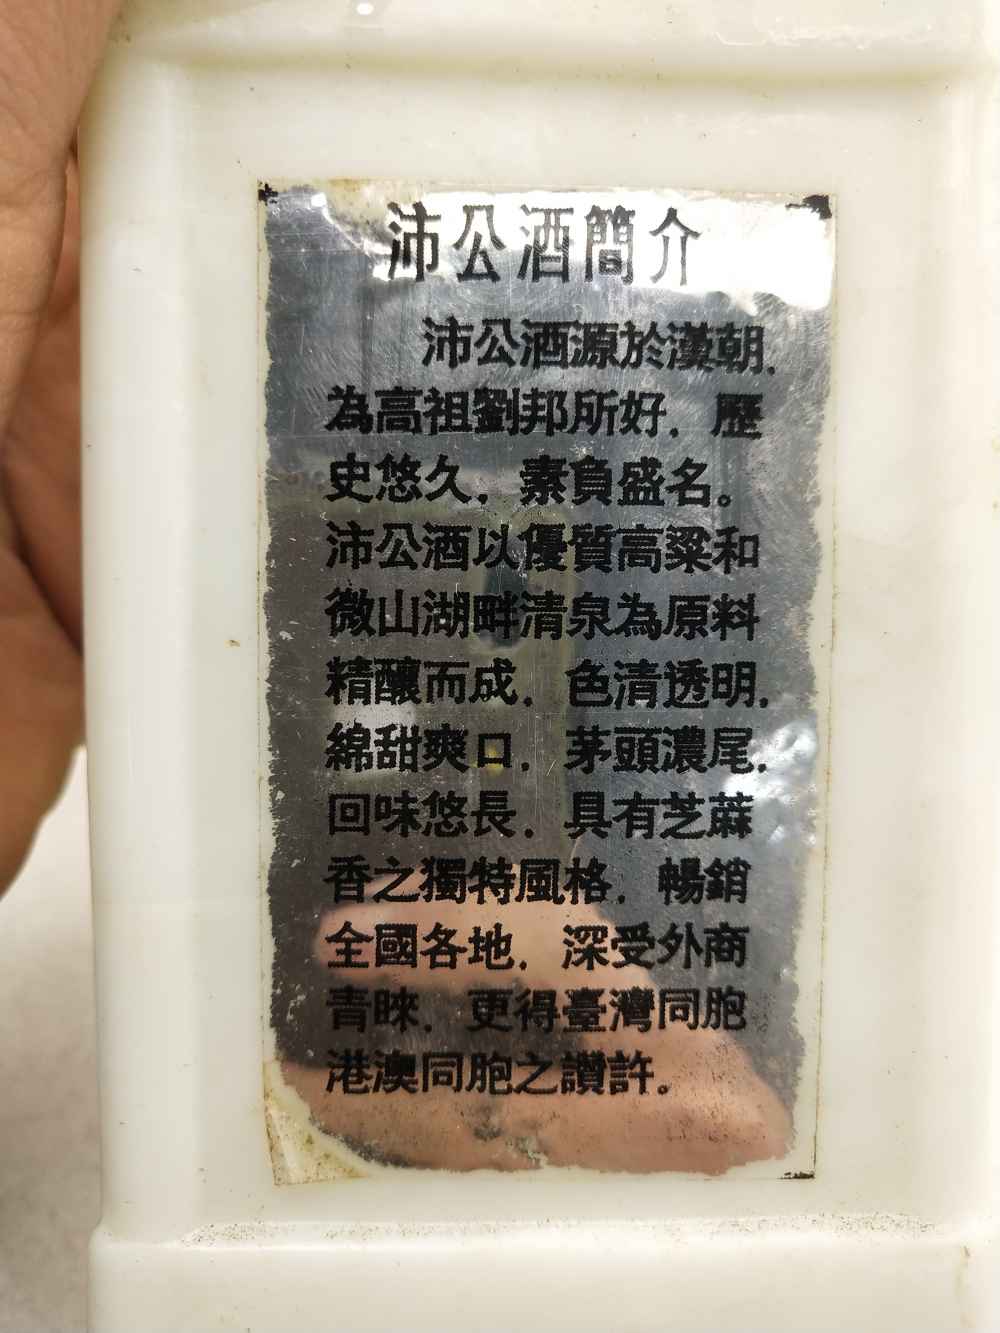 沛公酒簡介
沛公酒源於漢朝，
為高祖劉邦所好，歷
史悠久，素負盛名。
沛公酒以優質高粱和
微山湖畔清泉為原料
精釀而成，色清透明，
綿甜爽口，茅頭濃尾，
回味悠長，具有芝蔴
香之獨特風格，暢銷
全國各地，深受外商
青睞，更得臺灣同胞
港澳同胞之讚許。